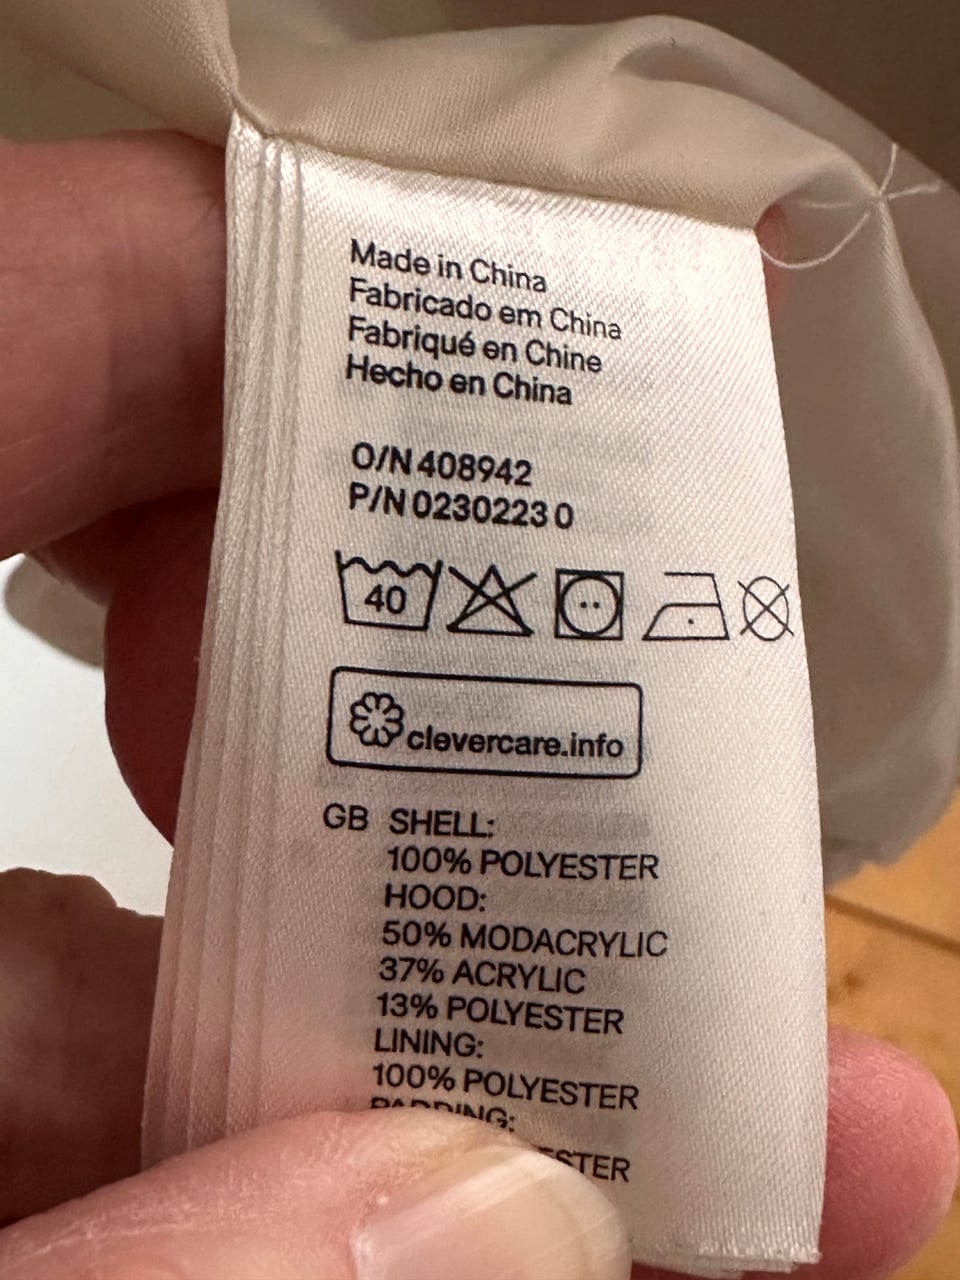 Made in China
Fabricado em China
Fabriqué en Chine
Hecho en China
O/N 408942
P/N 0230223 0
40
clevercare.info
GB SHELL:
100% POLYESTER
HOOD:
50% MODACRYLIC
37% ACRYLIC
13% POLYESTER
LINING:
100% POLYESTER
PADDING: